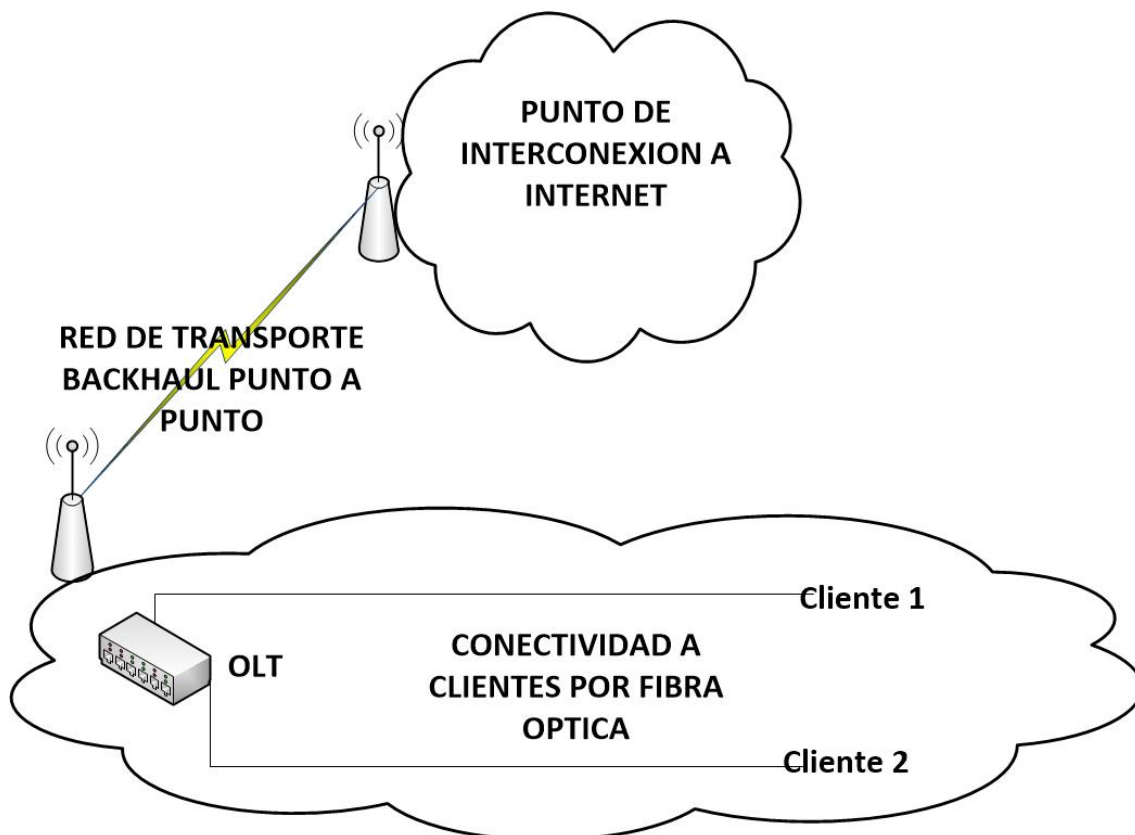 PUNTO DE
INTERCONEXION A
INTERNET
RED DE TRANSPORTE
BACKHAUL PUNTO A
PUNTO
Cliente 1
OLT
CONECTIVIDAD A
CLIENTES POR FIBRA
OPTICA
Cliente 2